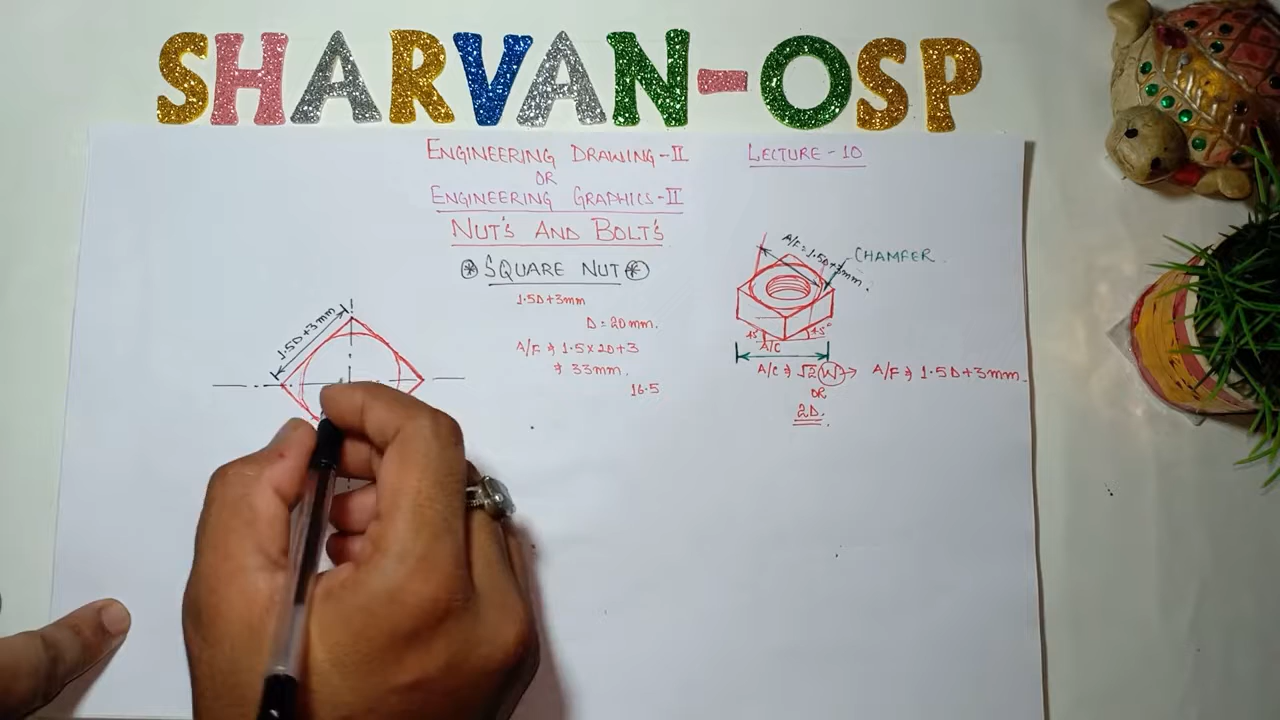 SHARVAN-OSP
ENGINEERING DRAWING-II
OR
ENGINEERING GRAPHICS-II
LECTURE-10
NUT'S AND BOLT'S
SQUARE NUT
1.5D+3mm
D=20mm.
A/F ⇒ 1.5×20+3
⇒ 33mm.
16.5
1.5D+3mm
A/F=1.5D+3mm.
CHAMFER
45°
45°
A/C
A/C ⇒ √2 W → A/F ⇒ 1.5D+3mm.
OR
2D.